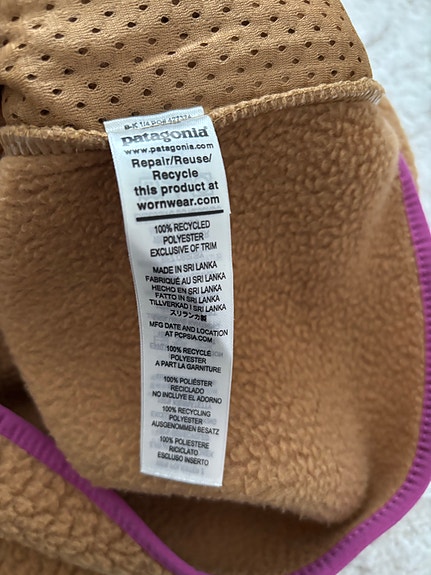 patagonia®
www.patagonia.com
Repair/Reuse/
Recycle
this product at
wornwear.com
100% RECYCLED
POLYESTER
EXCLUSIVE OF TRIM
MADE IN SRI LANKA
FABRIQUÉ AU SRI LANKA
HECHO EN SRI LANKA
FATTO IN SRI LANKA
TILLVERKAD I SRI LANKA
スリランカ製
MFG DATE AND LOCATION
AT PCPSIA.COM
100% RECYCLÉ
POLYESTER
A PART LA GARNITURE
100% POLIÉSTER
RECICLADO
NO INCLUYE EL ADORNO
100% RECYCLING
POLYESTER
AUSGENOMMEN BESATZ
100% POLIESTERE
RICICLATO
ESCLUSO INSERTO